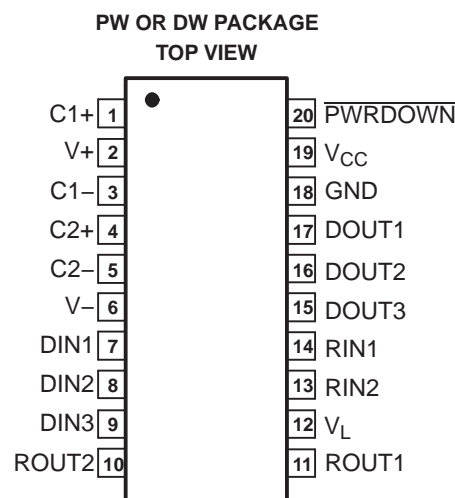 PW OR DW PACKAGE
TOP VIEW
C1+ 1 20 PWRDOWN
V+ 2 19 VCC
C1− 3 18 GND
C2+ 4 17 DOUT1
C2− 5 16 DOUT2
V− 6 15 DOUT3
DIN1 7 14 RIN1
DIN2 8 13 RIN2
DIN3 9 12 VL
ROUT2 10 11 ROUT1